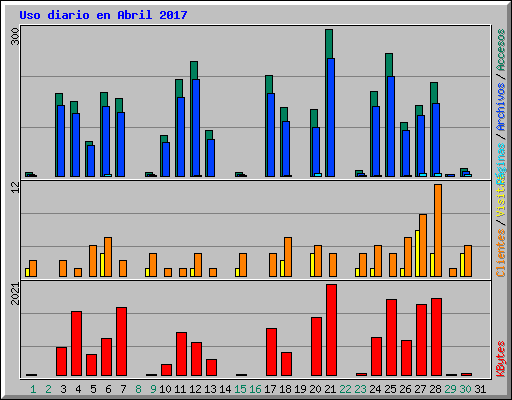 Uso diario en Abril 2017
300
12
2021
Clientes / Visitas
Páginas / Archivos / Accesos
KBytes
1 2 3 4 5 6 7 8 9 10 11 12 13 14 15 16 17 18 19 20 21 22 23 24 25 26 27 28 29 30 31